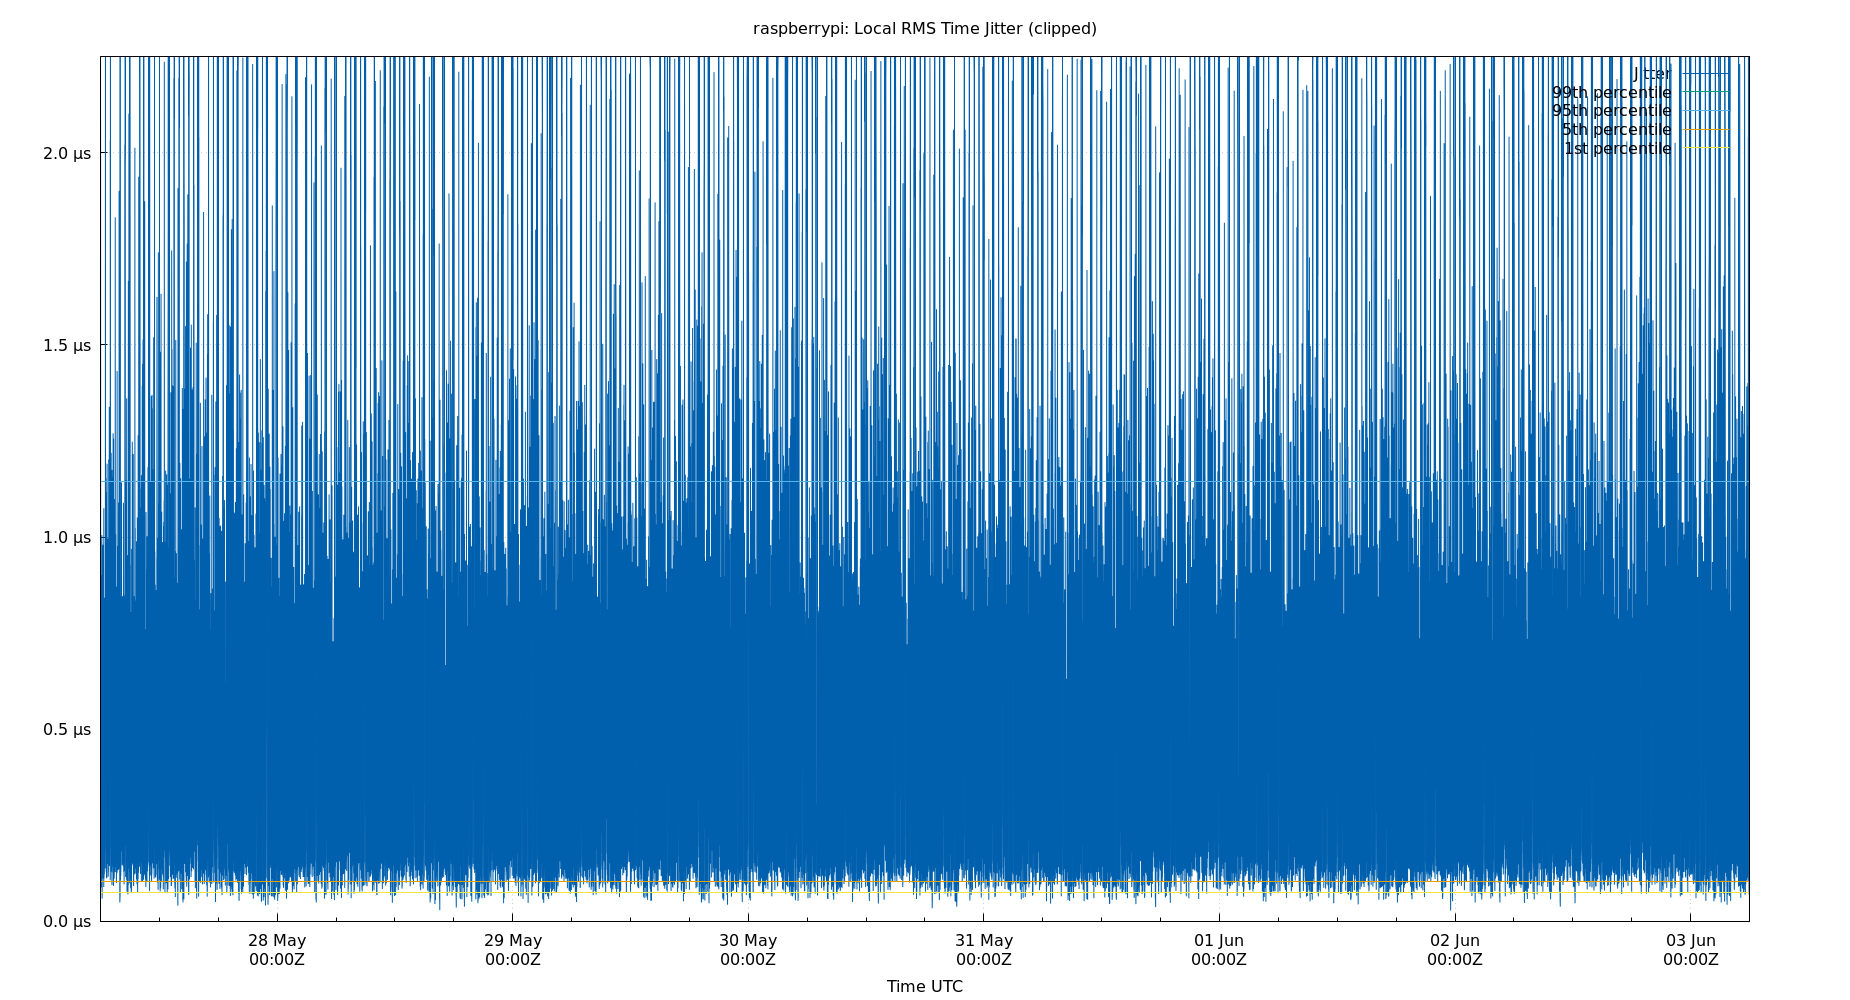 raspberrypi: Local RMS Time Jitter (clipped)
Jitter
99th percentile
95th percentile
5th percentile
1st percentile
2.0 µs
1.5 µs
1.0 µs
0.5 µs
0.0 µs
28 May 29 May 30 May 31 May 01 Jun 02 Jun 03 Jun
00:00Z 00:00Z 00:00Z 00:00Z 00:00Z 00:00Z 00:00Z
Time UTC